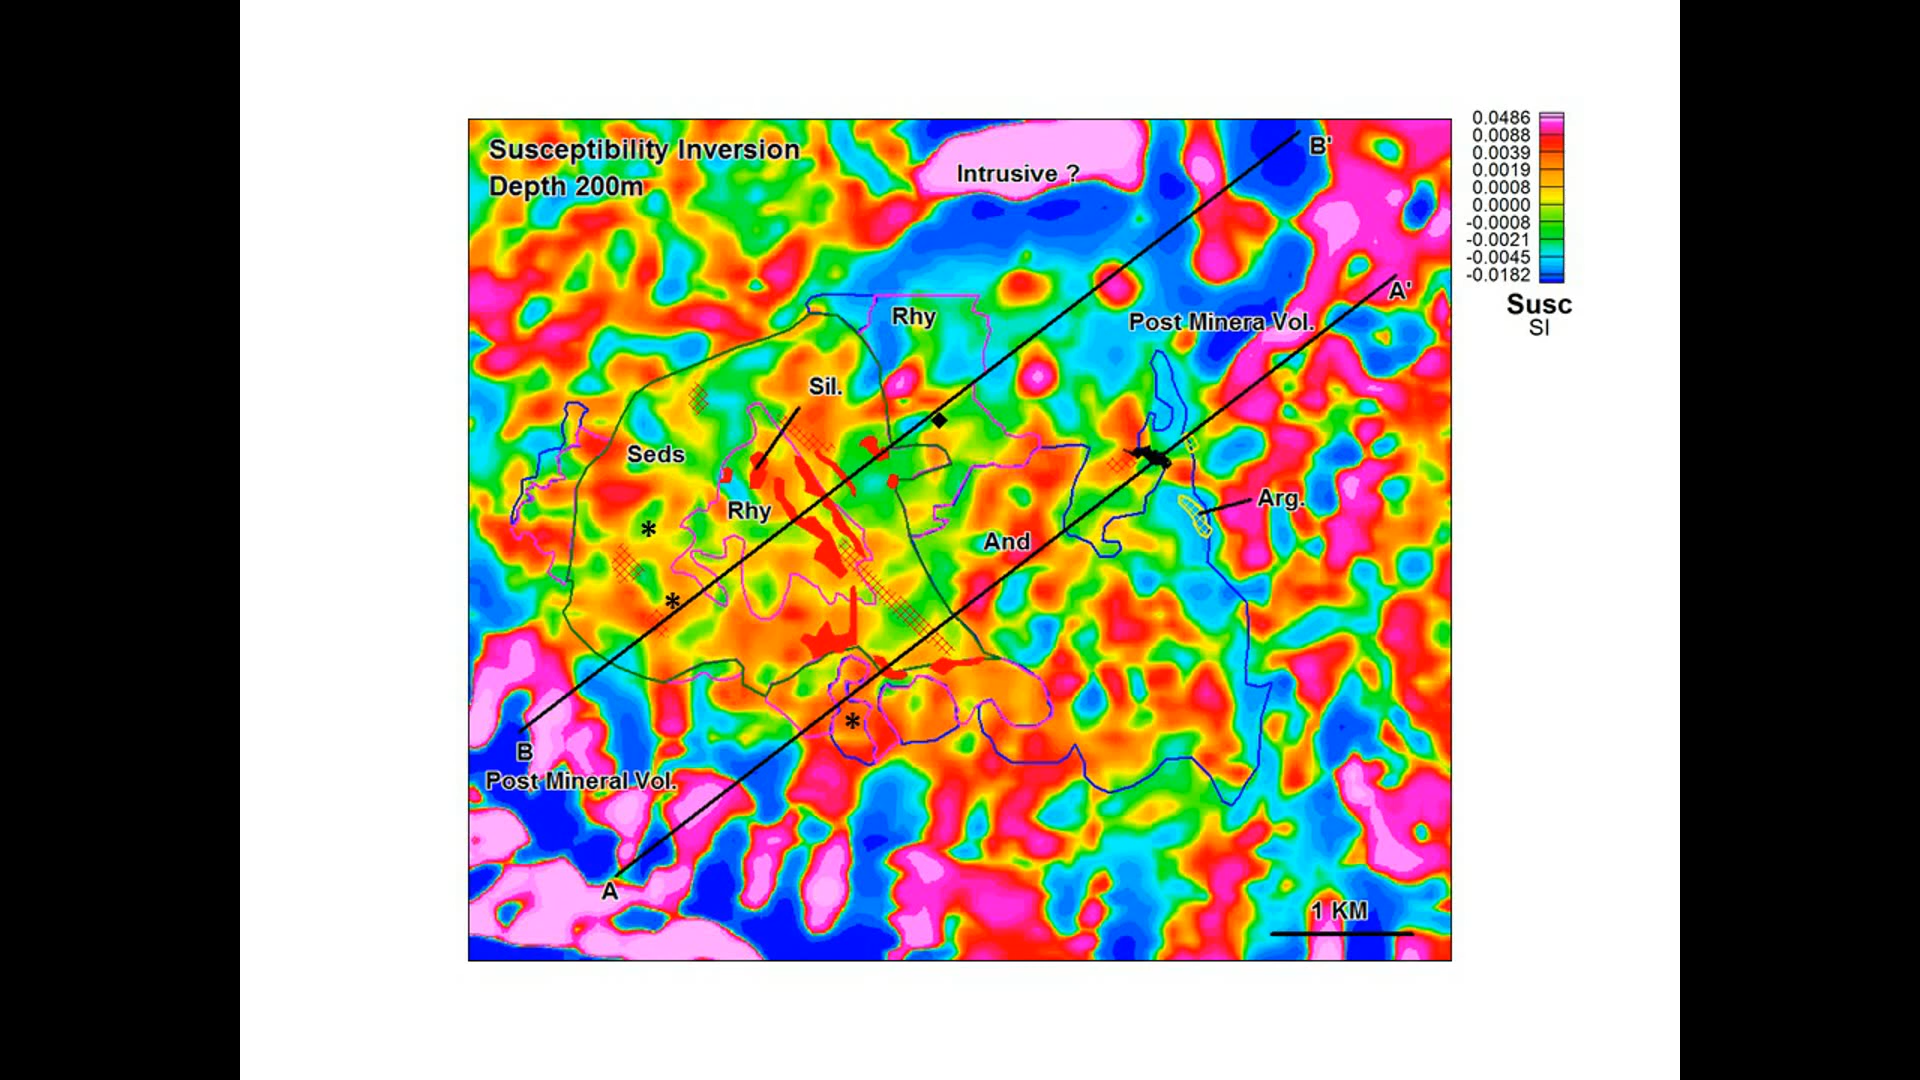 Susceptibility Inversion
Depth 200m
Intrusive ?
B'
A'
Rhy
Post Minera Vol.
Sil.
Seds
Rhy
Arg.
And
*
*
*
B
Post Mineral Vol.
A
1 KM
0.0486
0.0088
0.0039
0.0019
0.0008
0.0000
-0.0008
-0.0021
-0.0045
-0.0182
Susc
SI